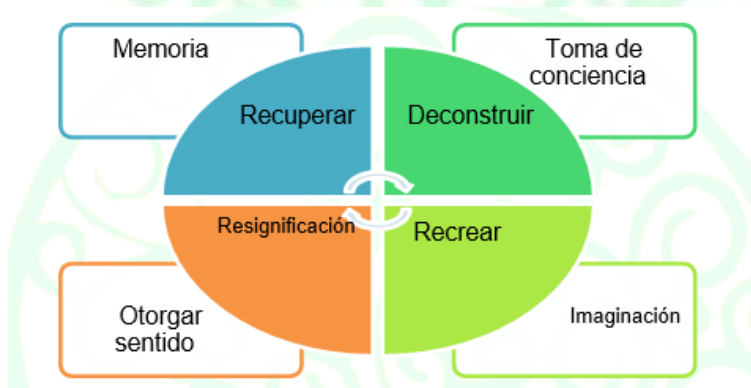 Memoria
Toma de
conciencia
Recuperar
Deconstruir
Resignificación
Recrear
Otorgar
sentido
Imaginación